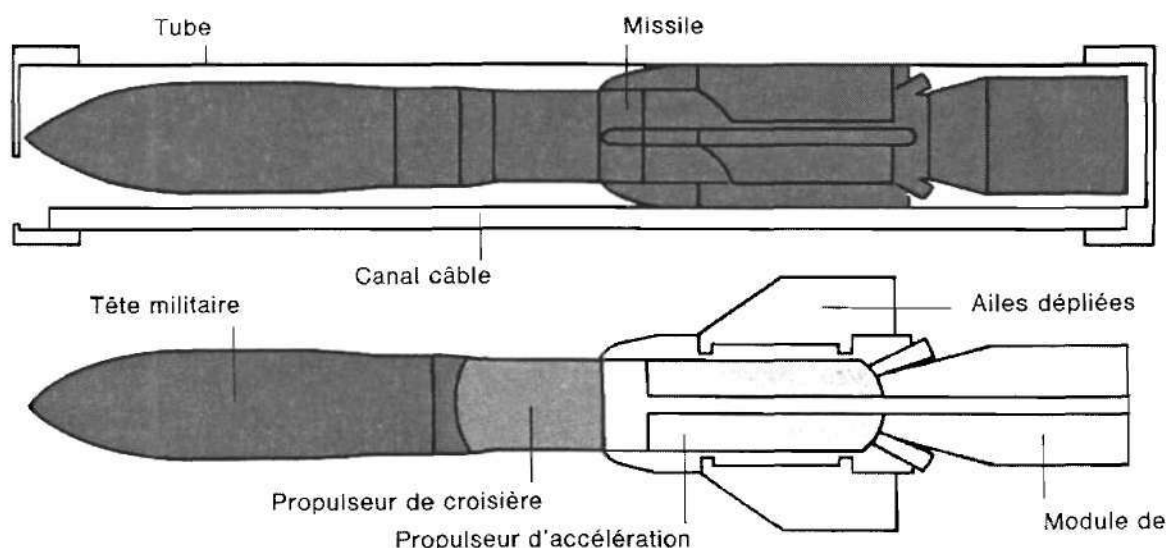 Tube
Missile
Canal câble
Tête militaire
Ailes dépliées
Propulseur de croisière
Propulseur d'accélération
Module de